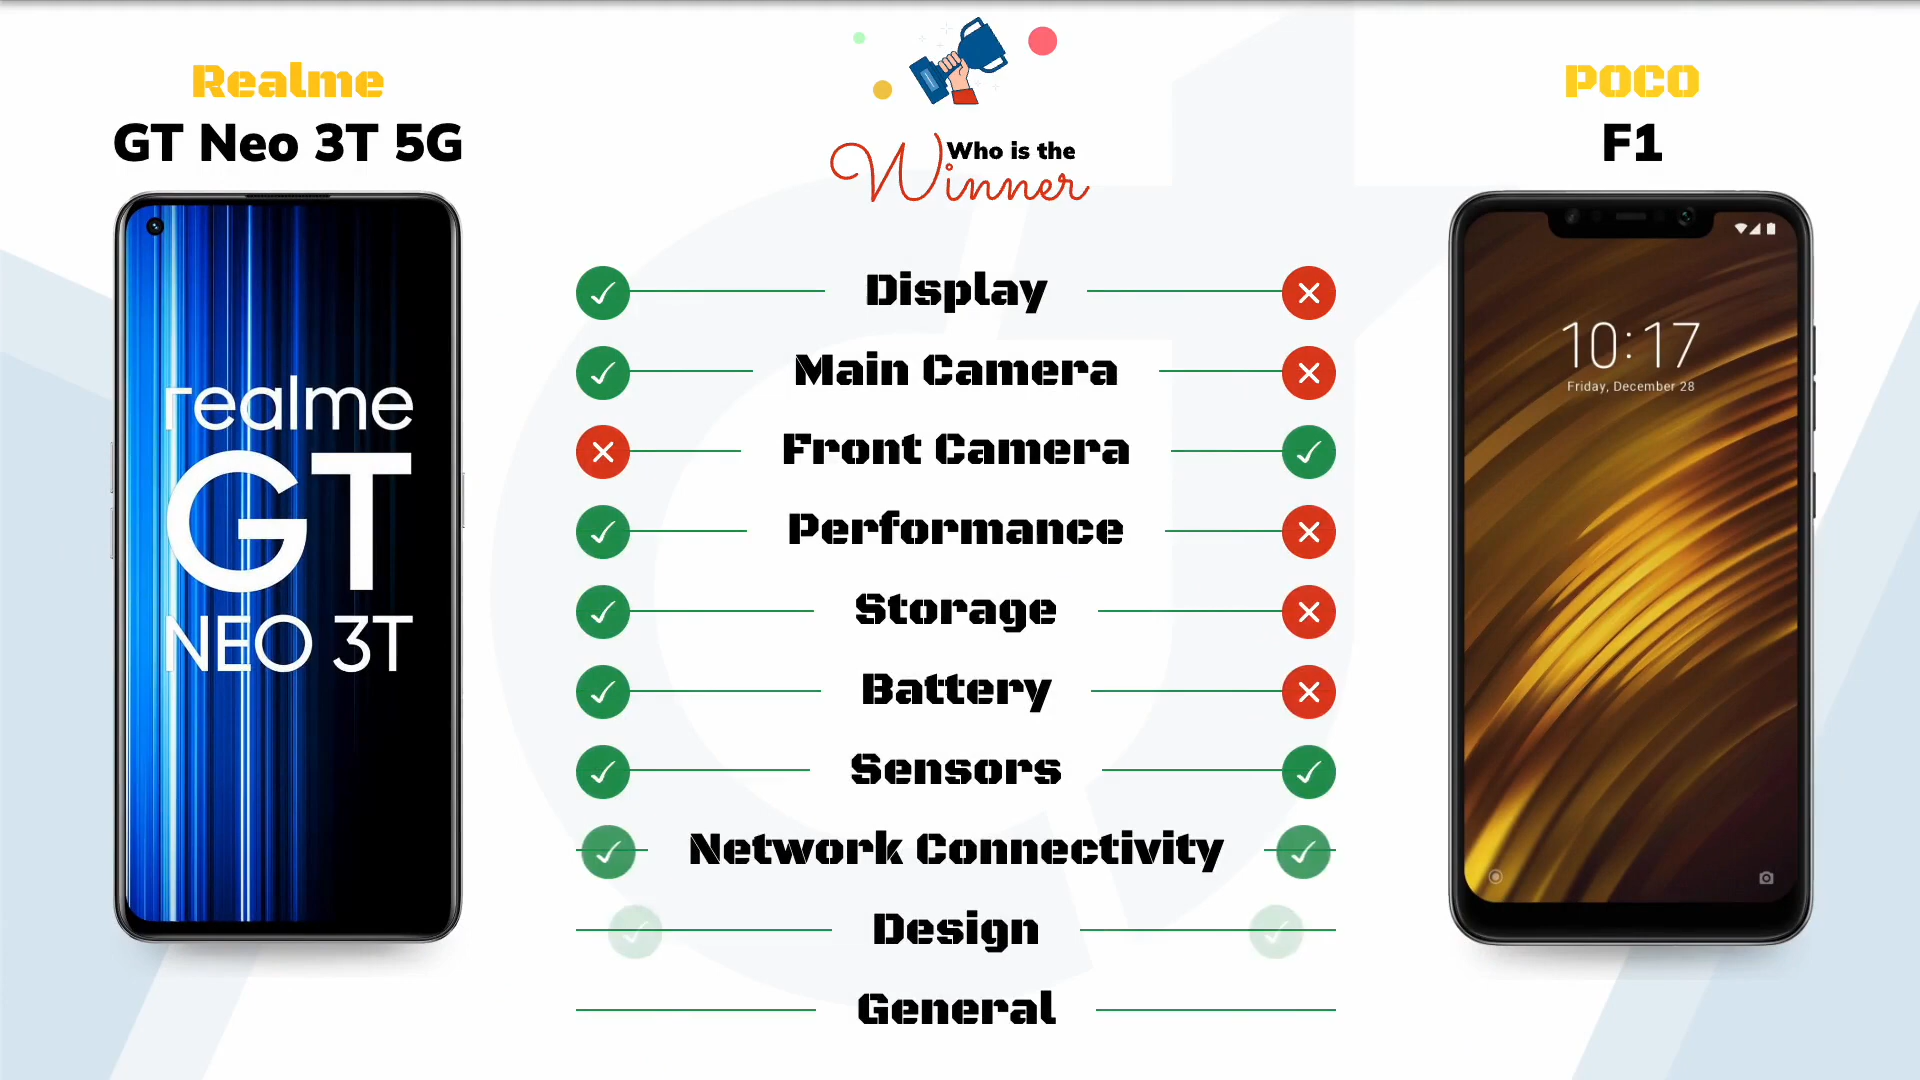 Realme
GT Neo 3T 5G
Who is the
Winner
POCO
F1
realme
GT
NEO 3T
10:17
Friday, December 28
Display
Main Camera
Front Camera
Performance
Storage
Battery
Sensors
Network Connectivity
Design
General